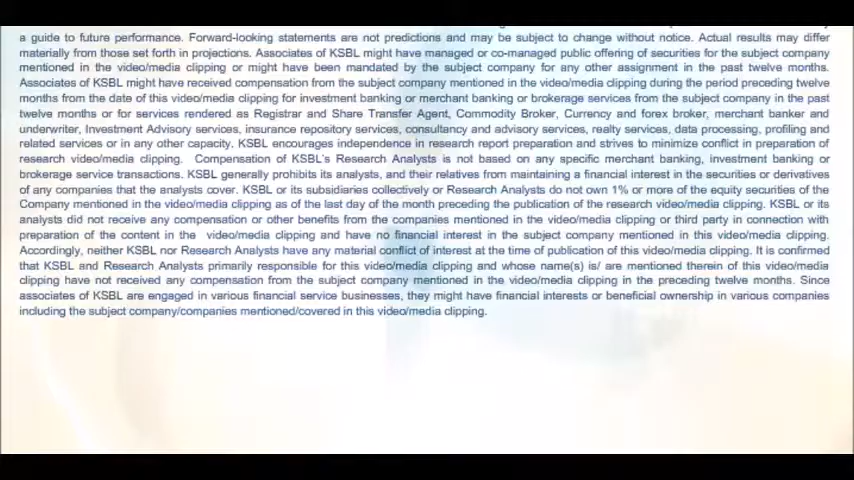 a guide to future performance. Forward-looking statements are not predictions and may be subject to change without notice. Actual results may differ
materially from those set forth in projections. Associates of KSBL might have managed or co-managed public offering of securities for the subject company
mentioned in the video/media clipping or might have been mandated by the subject company for any other assignment in the past twelve months.
Associates of KSBL might have received compensation from the subject company mentioned in the video/media clipping during the period preceding twelve
months from the date of this video/media clipping for investment banking or merchant banking or brokerage services from the subject company in the past
twelve months or for services rendered as Registrar and Share Transfer Agent, Commodity Broker, Currency and forex broker, merchant banker and
underwriter, Investment Advisory services, insurance repository services, consultancy and advisory services, realty services, data processing, profiling and
related services or in any other capacity. KSBL encourages independence in research report preparation and strives to minimize conflict in preparation of
research video/media clipping. Compensation of KSBL's Research Analysts is not based on any specific merchant banking, investment banking or
brokerage service transactions. KSBL generally prohibits its analysts, and their relatives from maintaining a financial interest in the securities or derivatives
of any companies that the analysts cover. KSBL or its subsidiaries collectively or Research Analysts do not own 1% or more of the equity securities of the
Company mentioned in the video/media clipping as of the last day of the month preceding the publication of the research video/media clipping. KSBL or its
analysts did not receive any compensation or other benefits from the companies mentioned in the video/media clipping or third party in connection with
preparation of the content in the video/media clipping and have no financial interest in the subject company mentioned in this video/media clipping.
Accordingly, neither KSBL nor Research Analysts have any material conflict of interest at the time of publication of this video/media clipping. It is confirmed
that KSBL and Research Analysts primarily responsible for this video/media clipping and whose name(s) is/ are mentioned therein of this video/media
clipping have not received any compensation from the subject company mentioned in the video/media clipping in the preceding twelve months. Since
associates of KSBL are engaged in various financial service businesses, they might have financial interests or beneficial ownership in various companies
including the subject company/companies mentioned/covered in this video/media clipping.